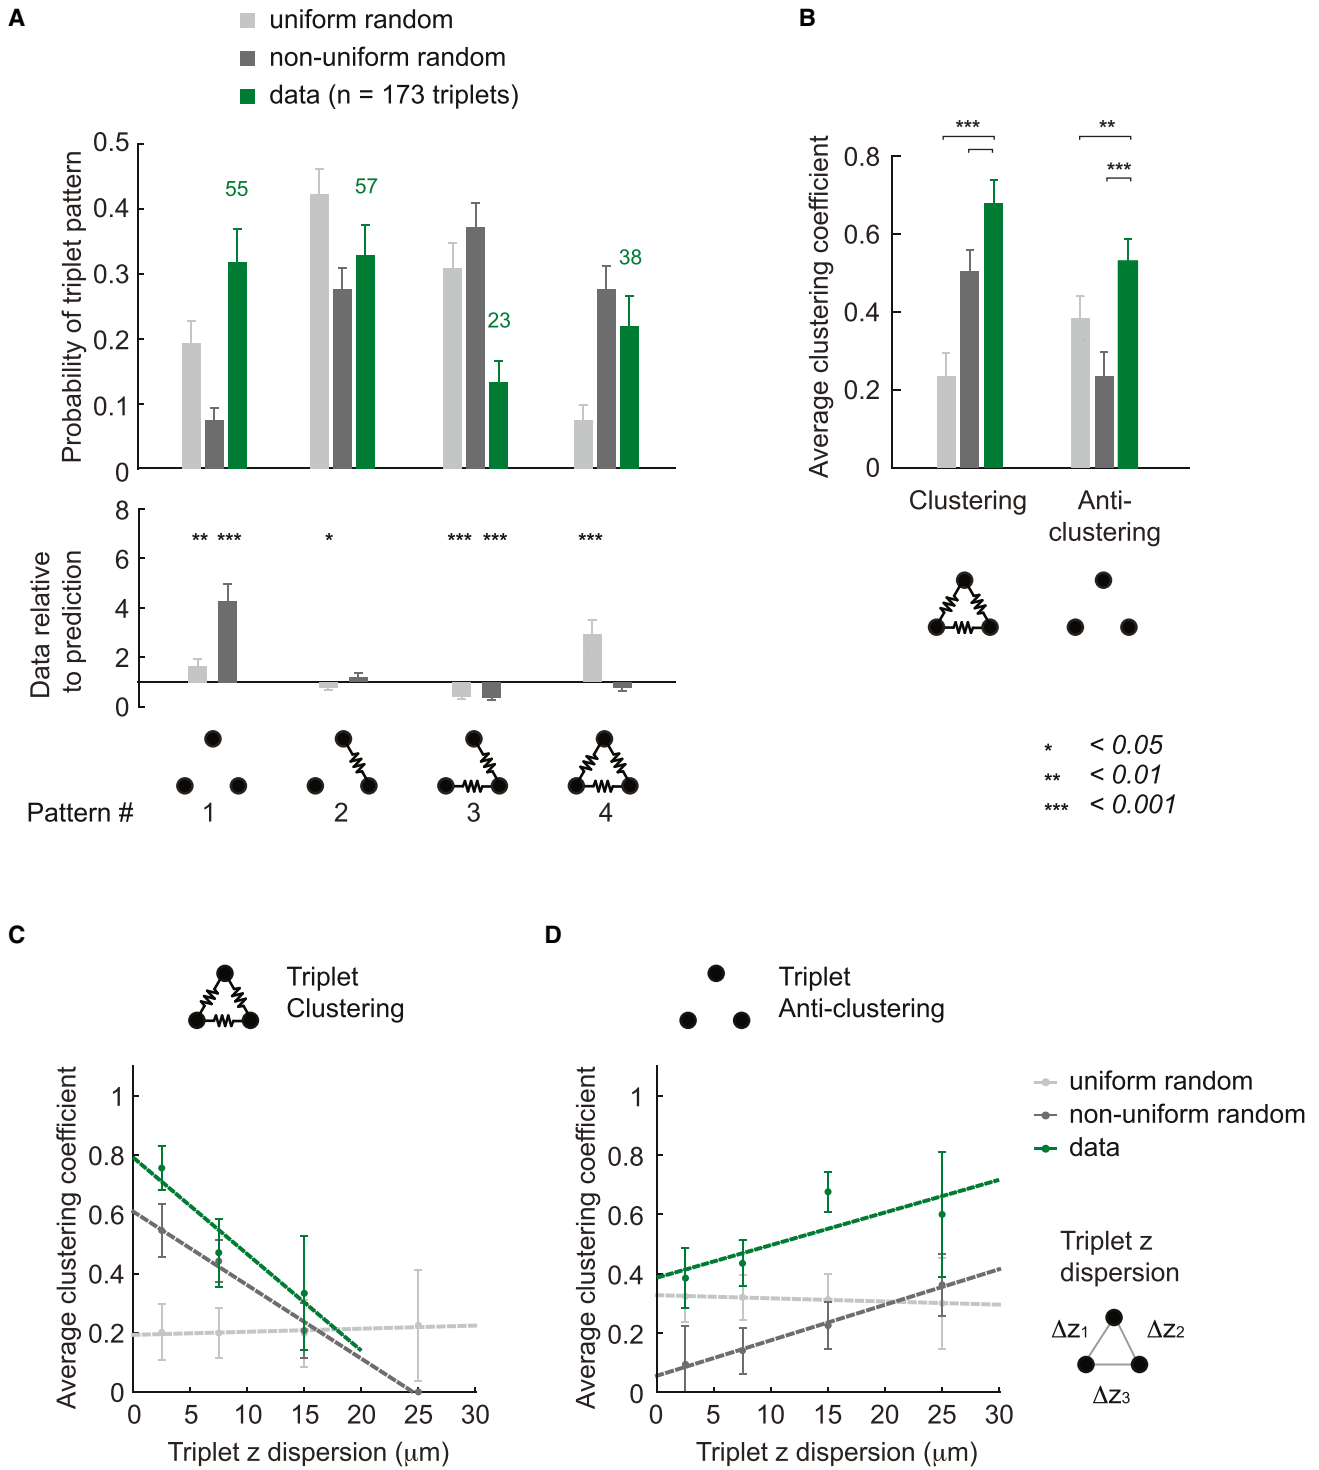 A
uniform random
non-uniform random
data (n = 173 triplets)
Probability of triplet pattern
0.5
0.4
0.3
0.2
0.1
0
55
57
23
38
Data relative
to prediction
8
6
4
2
0
** *** * *** *** ***
Pattern # 1 2 3 4
B
Average clustering coefficient
0.8
0.6
0.4
0.2
0
*** **
***
Clustering
Anti-
clustering
* < 0.05
** < 0.01
*** < 0.001
C
Triplet
Clustering
Average clustering coefficient
1
0.8
0.6
0.4
0.2
0
0 5 10 15 20 25 30
Triplet z dispersion (μm)
D
Triplet
Anti-clustering
Average clustering coefficient
1
0.8
0.6
0.4
0.2
0
0 5 10 15 20 25 30
Triplet z dispersion (μm)
uniform random
non-uniform random
data
Triplet z
dispersion
Δz1 Δz2
Δz3